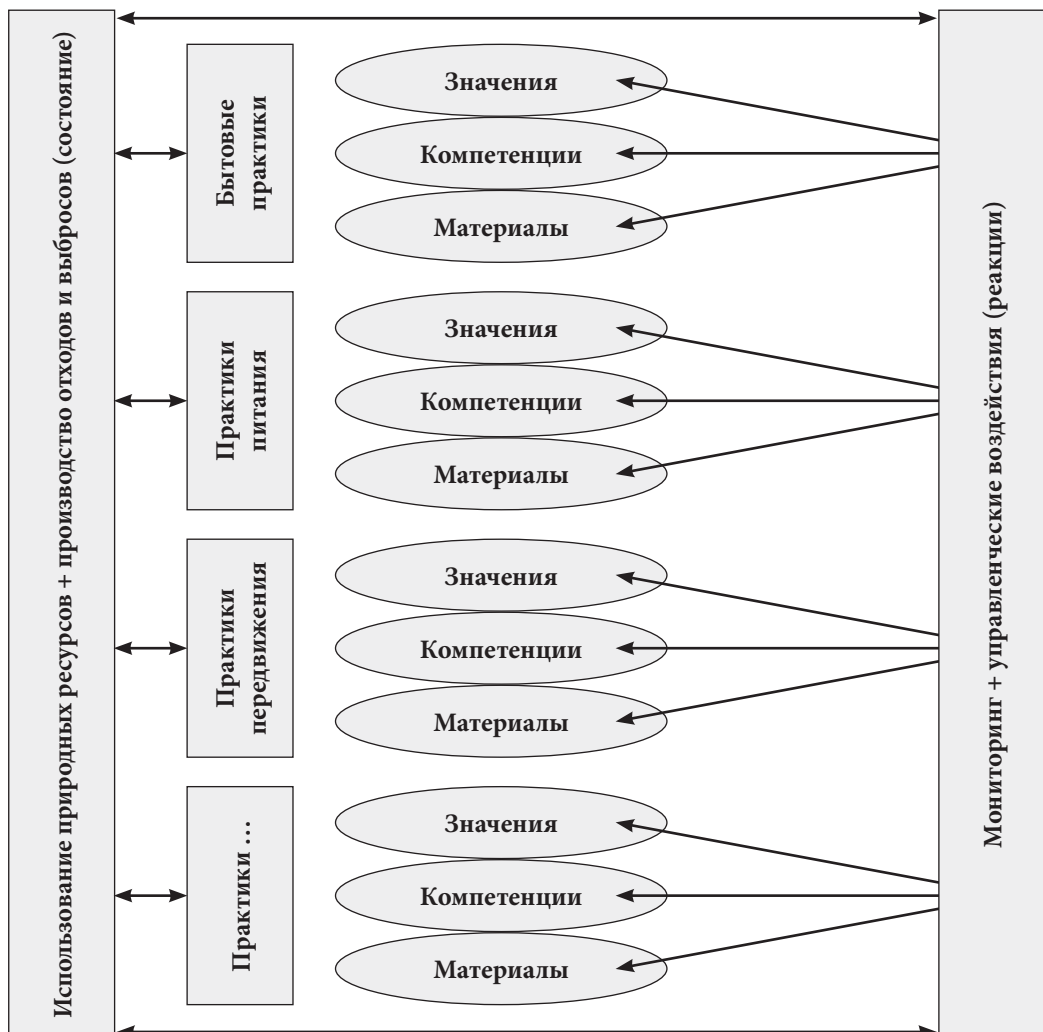 Использование природных ресурсов + производство отходов и выбросов (состояние)
Бытовые
практики
Значения
Компетенции
Материалы
Практики
питания
Значения
Компетенции
Материалы
Практики
передвижения
Значения
Компетенции
Материалы
Практики ...
Значения
Компетенции
Материалы
Мониторинг + управленческие воздействия (реакции)